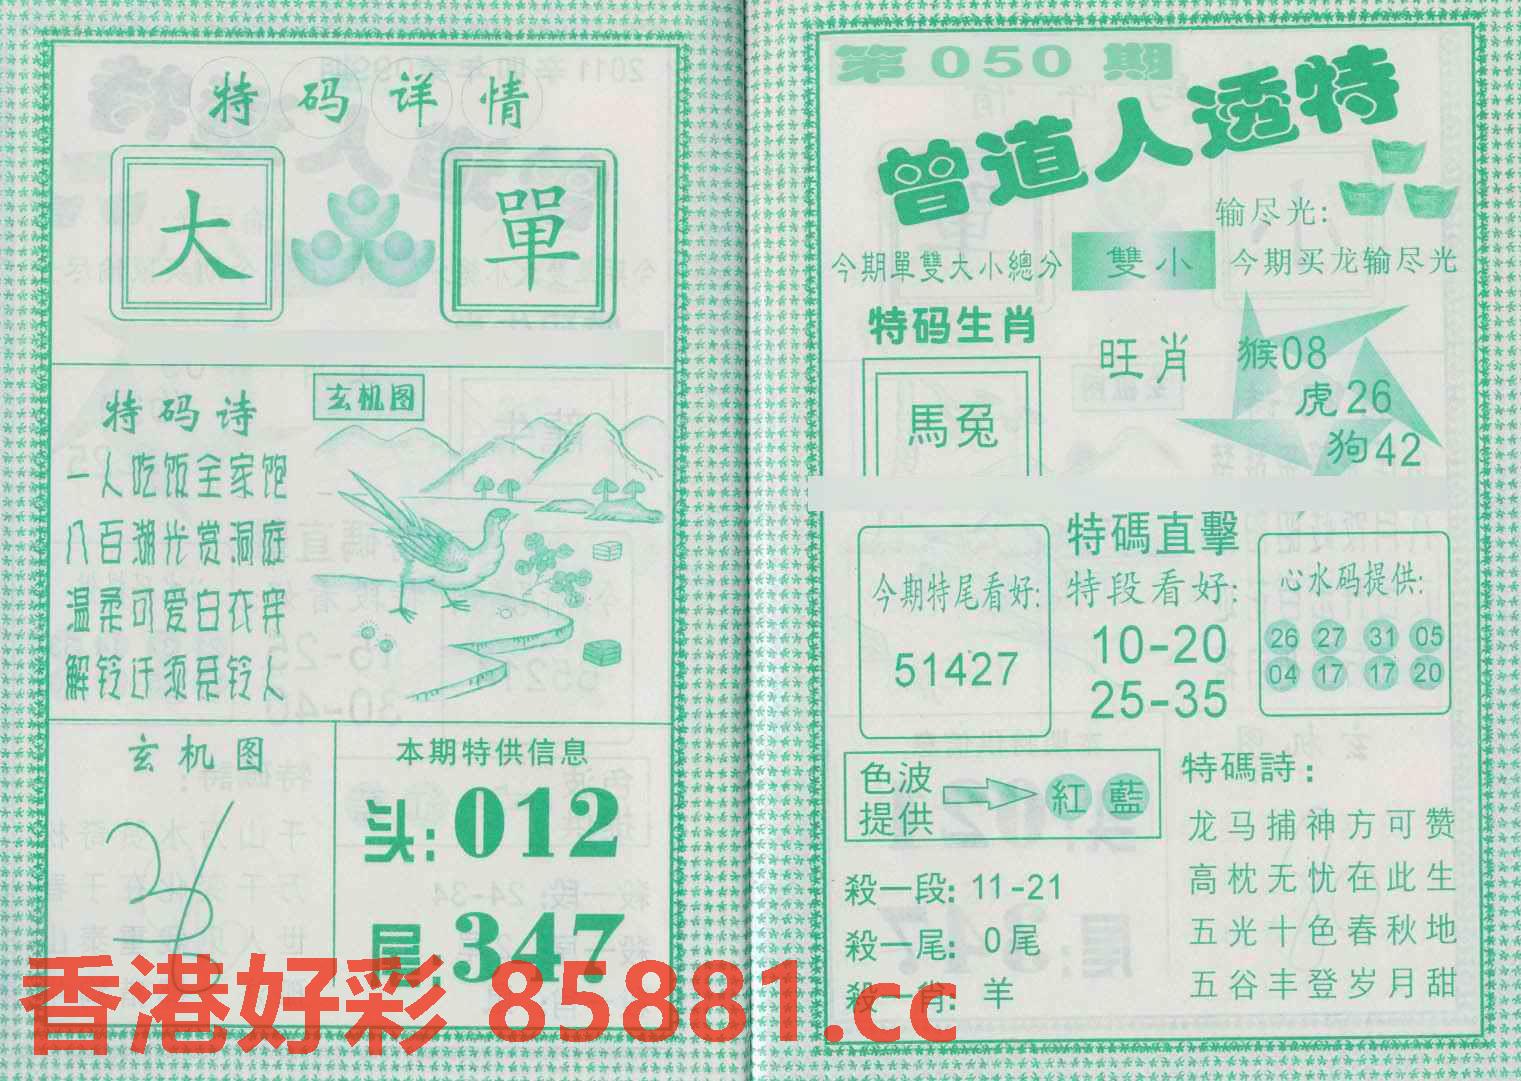 特码详情
大 單
特码诗
一人吃饭全家饱
八百湖光赏洞庭
温柔可爱白衣穿
解铃还须系铃人
玄机图
玄机图
本期特供信息
头:012
尾:347
第050期
曾道人透特
输尽光:
今期買龙输尽光
今期單雙大小總分 雙小
特码生肖
馬兔
旺肖
猴08
虎26
狗42
特碼直擊
今期特尾看好:
51427
特段看好:
10-20
25-35
心水码提供:
26 27 31 05
04 17 17 20
色波提供 紅 藍
殺一段: 11-21
殺一尾: 0尾
殺一肖: 羊
特碼詩:
龙马捕神方可赞
高枕无忧在此生
五光十色春秋地
五谷丰登岁月甜
香港好彩 85881.cc